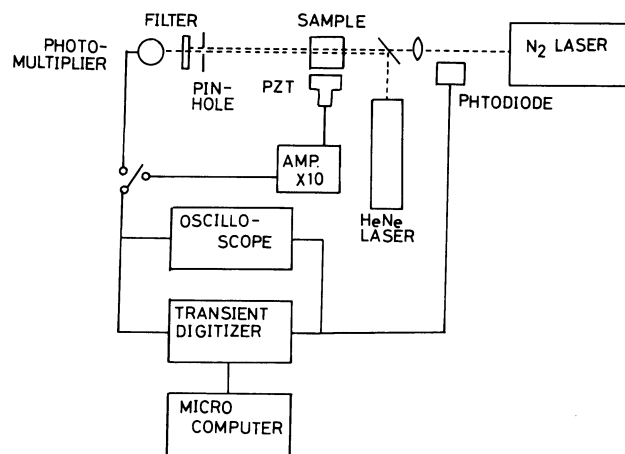 FILTER
SAMPLE
PHOTO-
MULTIPLIER
N2 LASER
PIN-
HOLE
PZT
PHTODIODE
AMP.
X10
HeNe
LASER
OSCILLO-
SCOPE
TRANSIENT
DIGITIZER
MICRO
COMPUTER